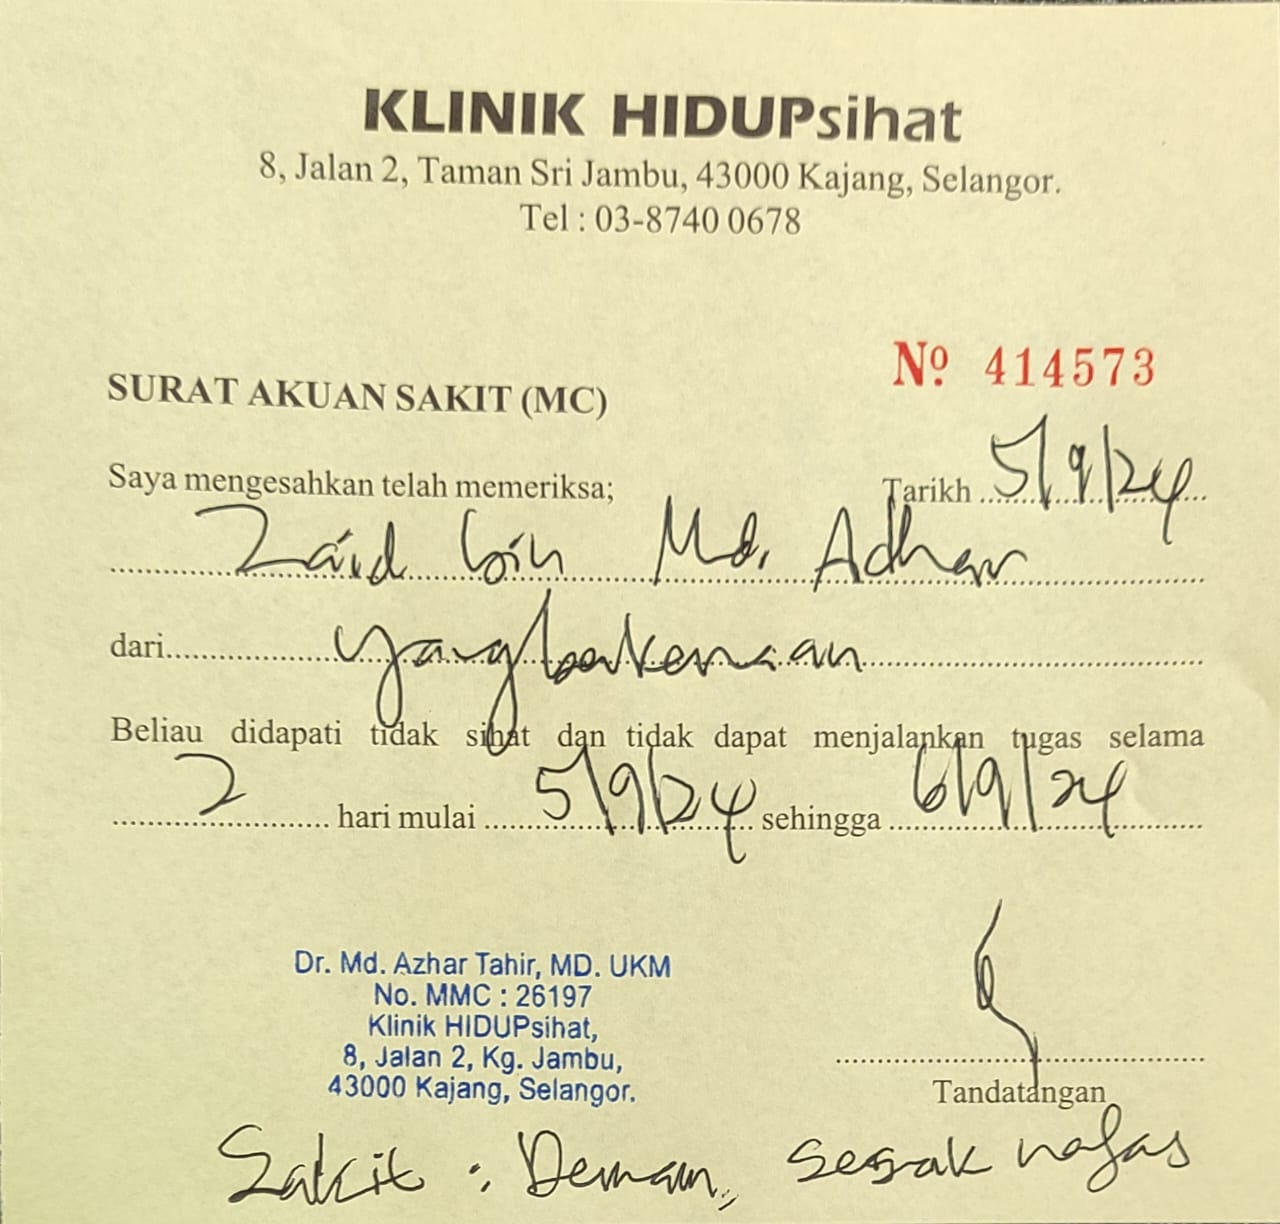 KLINIK HIDUPsihat
8, Jalan 2, Taman Sri Jambu, 43000 Kajang, Selangor.
Tel : 03-8740 0678
Nº 414573
SURAT AKUAN SAKIT (MC)
Saya mengesahkan telah memeriksa; Tarikh 5/9/24
Zaid bin Md. Adhan
dari yang berkenaan
Beliau didapati tidak sihat dan tidak dapat menjalankan tugas selama
2 hari mulai 5/9/24 sehingga 6/9/24
Dr. Md. Azhar Tahir, MD. UKM
No. MMC : 26197
Klinik HIDUPsihat,
8, Jalan 2, Kg. Jambu,
43000 Kajang, Selangor.
Tandatangan
Sakit : Demam, sesak nafas